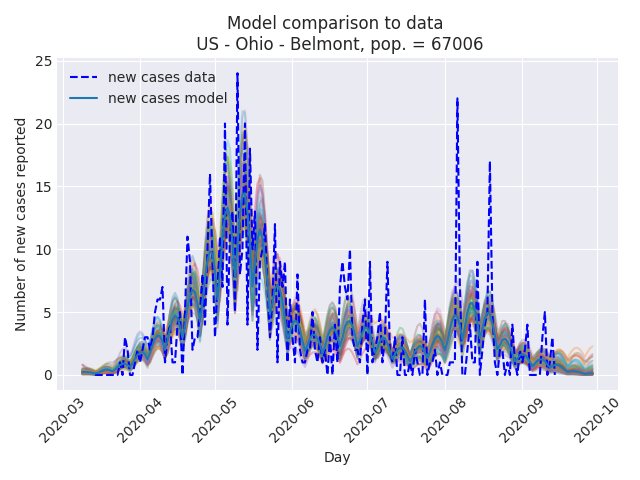 Model comparison to data
US - Ohio - Belmont, pop. = 67006
25
20
15
10
5
0
Number of new cases reported
new cases data
new cases model
2020-03
2020-04
2020-05
2020-06
2020-07
2020-08
2020-09
2020-10
Day